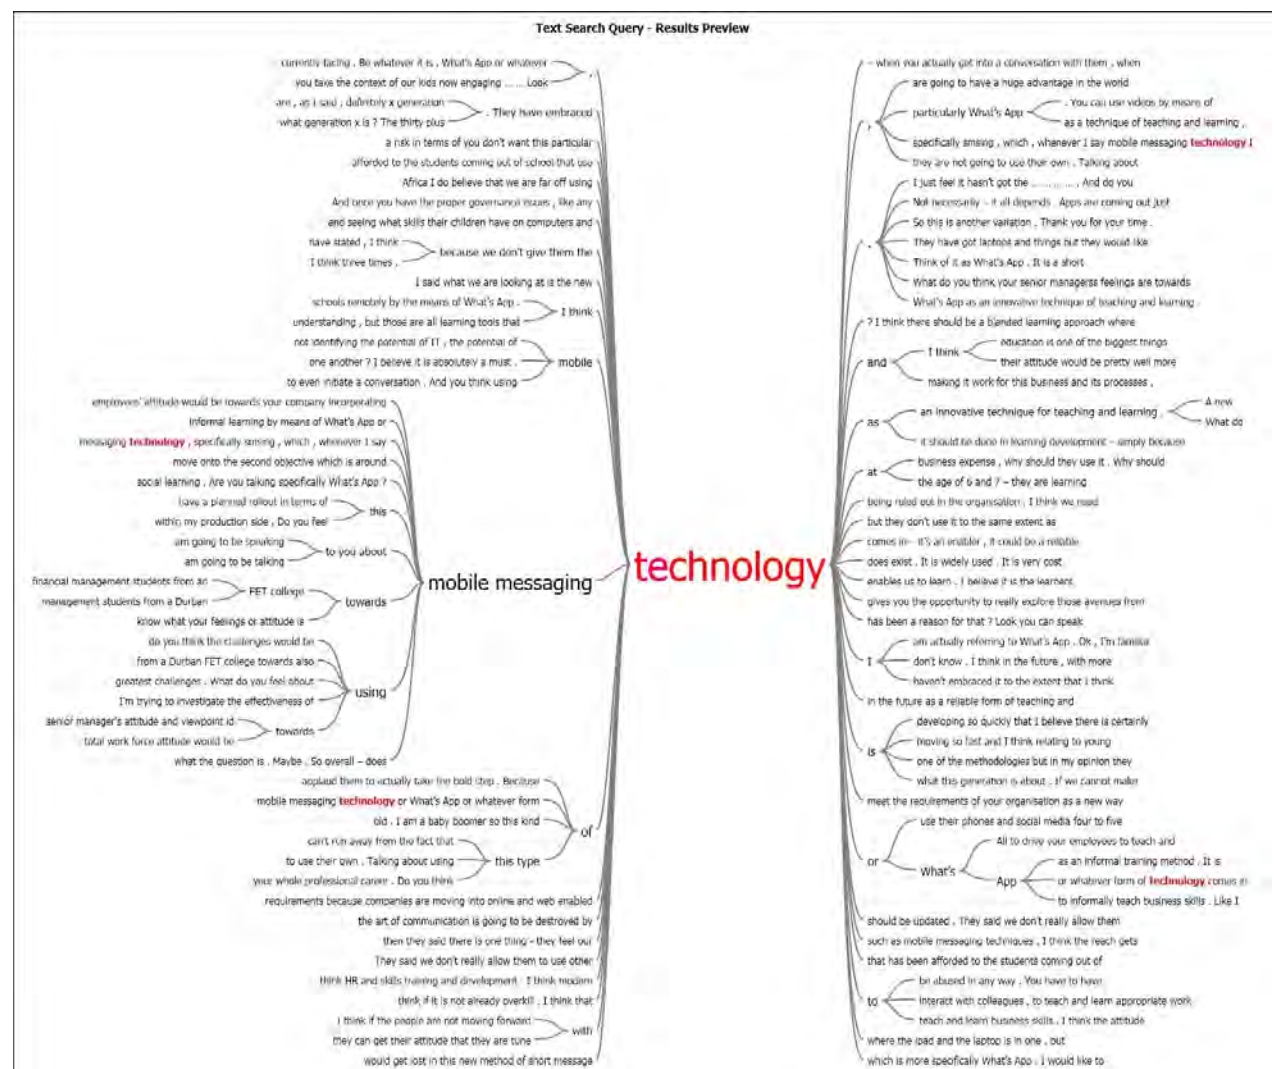 Text Search Query - Results Preview
currently facing . Be whatever it is , What's App or whatever
you take the context of our kids now engaging ...... Look
,
are , as I said , definitely x generation
what generation x is ? The thirty plus
. They have embraced
a risk in terms of you don't want this particular
afforded to the students coming out of school that use
Africa I do believe that we are far off using
And once you have the proper governance issues , like any
and seeing what skills their children have on computers and
have stated , I think
I think three times ,
because we don't give them the
I said what we are looking at is the new
schools remotely by the means of What's App .
understanding , but those are all learning tools that
I think
not identifying the potential of IT , the potential of
one another ? I believe it is absolutely a must .
to even initiate a conversation . And you think using
mobile
employees' attitude would be towards your company incorporating
informal learning by means of What's App or
messaging technology , specifically smsing , which , whenever I say
move onto the second objective which is around
social learning . Are you talking specifically What's App ?
have a planned rollout in terms of
within my production side , Do you feel
this
am going to be speaking
am going to be talking
to you about
financial management students from an
management students from a Durban
FET college
know what your feelings or attitude is
towards
do you think the challenges would be
from a Durban FET college towards also
greatest challenges . What do you feel about
I'm trying to investigate the effectiveness of
senior manager's attitude and viewpoint id
total work force attitude would be
towards
using
what the question is . Maybe . So overall – does
mobile messaging
applaud them to actually take the bold step . Because
mobile messaging technology or What's App or whatever form
old . I am a baby boomer so this kind
can't run away from the fact that
to use their own . Talking about using
your whole professional career . Do you think
this type
of
requirements because companies are moving into online and web enabled
the art of communication is going to be destroyed by
then they said there is one thing – they feel our
They said we don't really allow them to use other
think HR and skills training and development . I think modern
think if it is not already overkill . I think that
I think if the people are not moving forward
they can get their attitude that they are tune
with
would get lost in this new method of short message
technology
– when you actually get into a conversation with them , when
,
are going to have a huge advantage in the world
particularly What's App
. You can use videos by means of
as a technique of teaching and learning ,
specifically smsing , which , whenever I say mobile messaging technology I
they are not going to use their own . Talking about
.
I just feel it hasn't got the ............... , And do you
Not necessarily – it all depends . Apps are coming out just
So this is another variation . Thank you for your time .
They have got laptops and things but they would like
Think of it as What's App . It is a short
What do you think your senior managerss feelings are towards
What's App as an innovative technique of teaching and learning .
? I think there should be a blended learning approach where
and
I think
education is one of the biggest things
their attitude would be pretty well more
making it work for this business and its processes ,
as
an innovative technique for teaching and learning .
A new
What do
it should be done in learning development – simply because
at
business expense , why should they use it . Why should
the age of 6 and 7 – they are learning
being ruled out in the organisation , I think we need
but they don't use it to the same extent as
comes in– it's an enabler , it could be a reliable
does exist . It is widely used . It is very cost
enables us to learn . I believe it is the learners
gives you the opportunity to really explore those avenues from
has been a reason for that ? Look you can speak
I
am actually referring to What's App . Ok , I'm familiar
don't know . I think in the future , with more
haven't embraced it to the extent that I think
in the future as a reliable form of teaching and
is
developing so quickly that I believe there is certainly
moving so fast and I think relating to young
one of the methodologies but in my opinion they
what this generation is about . If we cannot make
meet the requirements of your organisation as a new way
or
use their phones and social media four to five
What's
All to drive your employees to teach and
App
as an informal training method . It is
or whatever form of technology comes in
to informally teach business skills . Like I
should be updated . They said we don't really allow them
such as mobile messaging techniques , I think the reach gets
that has been afforded to the students coming out of
to
be abused in any way . You have to have
interact with colleagues , to teach and learn appropriate work
teach and learn business skills . I think the attitude
where the ipad and the laptop is in one . but
which is more specifically What's App . I would like to